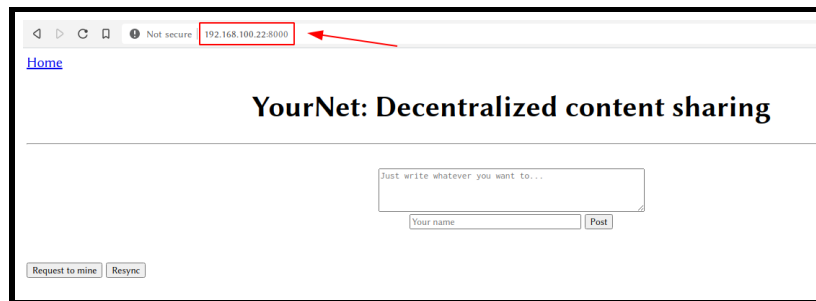 Not secure | 192.168.100.22:8000
Home
YourNet: Decentralized content sharing
Just write whatever you want to...
Your name Post
Request to mine Resync